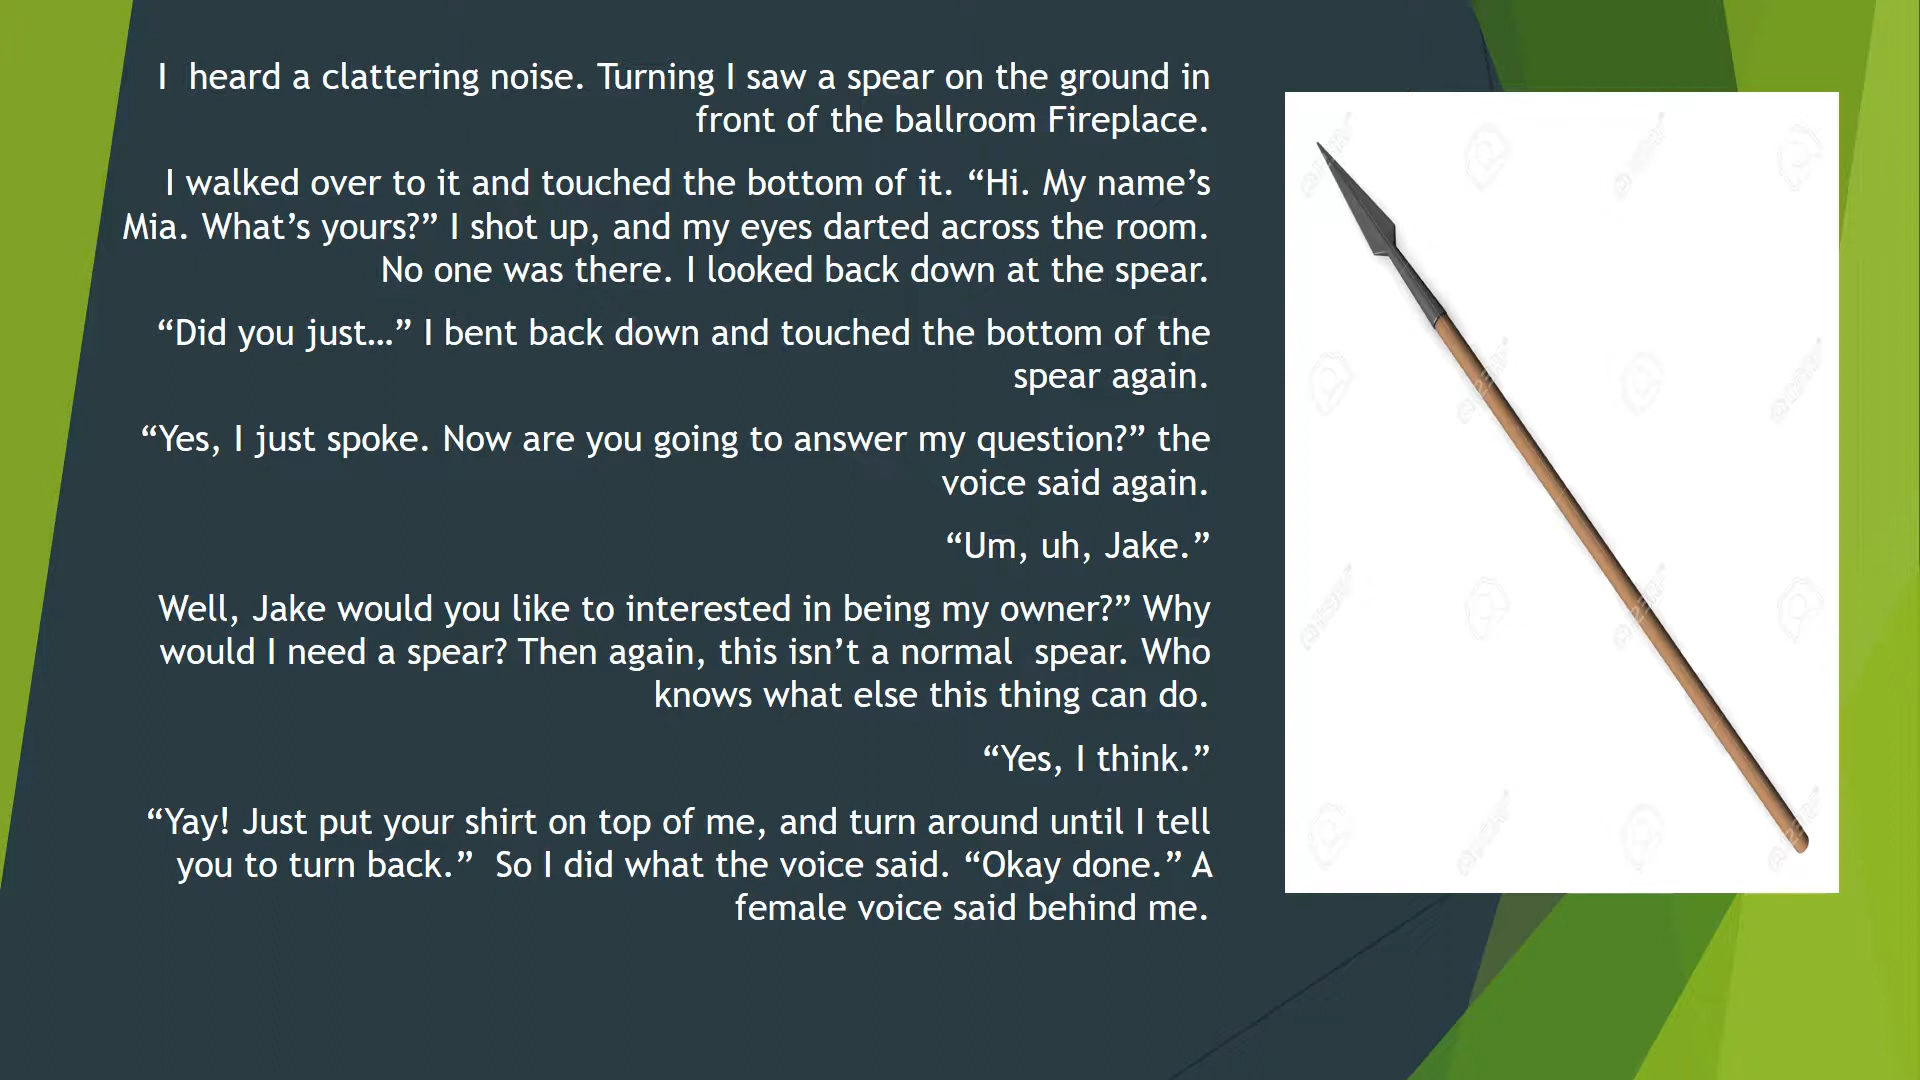 I  heard a clattering noise. Turning I saw a spear on the ground in
front of the ballroom Fireplace.
I walked over to it and touched the bottom of it. “Hi. My name’s
Mia. What’s yours?” I shot up, and my eyes darted across the room.
No one was there. I looked back down at the spear.
“Did you just…” I bent back down and touched the bottom of the
spear again.
“Yes, I just spoke. Now are you going to answer my question?” the
voice said again.
“Um, uh, Jake.”
Well, Jake would you like to interested in being my owner?” Why
would I need a spear? Then again, this isn’t a normal  spear. Who
knows what else this thing can do.
“Yes, I think.”
“Yay! Just put your shirt on top of me, and turn around until I tell
you to turn back.”  So I did what the voice said. “Okay done.” A
female voice said behind me.